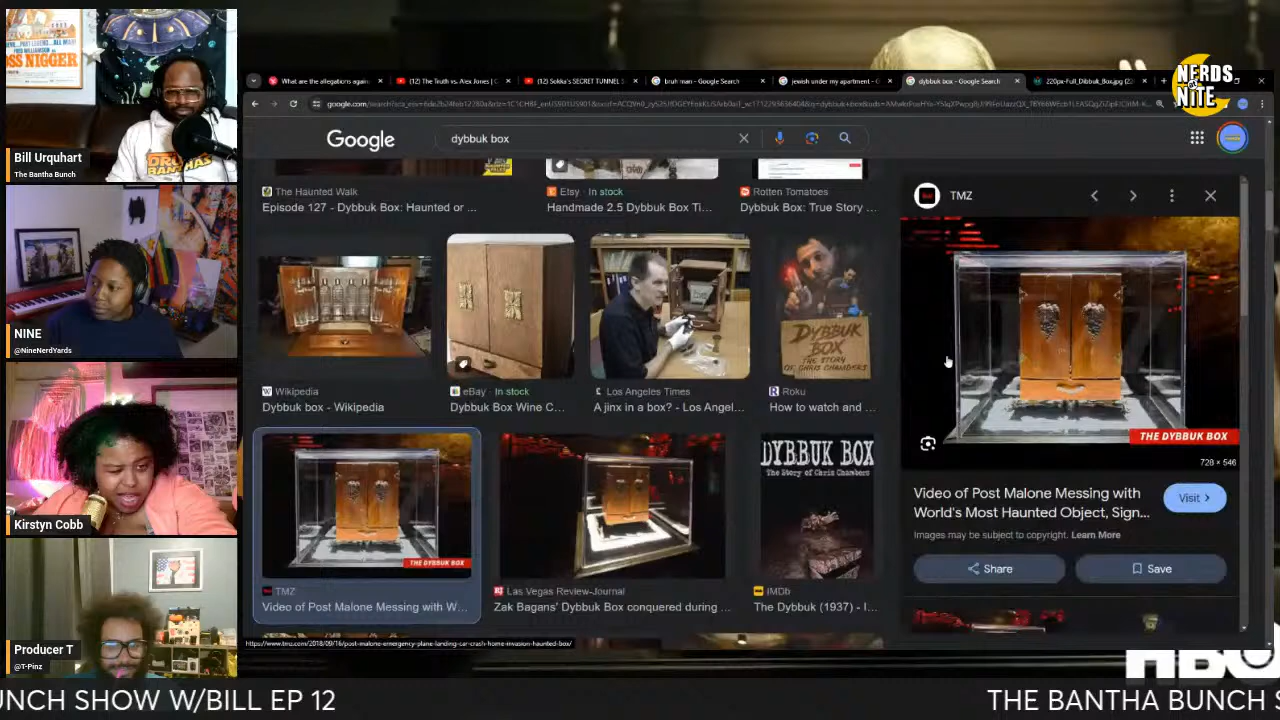 Bill Urquhart
The Bantha Bunch
NINE
@NineNerdYards
Kirstyn Cobb
Producer T
@T-Pinz
NERDS
NITE
What are the allegations again
(12) The Truth vs. Alex Jones | C
(12) Sokka's SECRET TUNNEL
bruh man - Google Search
jewish under my apartment - G
dybbuk box - Google Search
220px-Full_Dibbuk_Box.jpg (22
Google
dybbuk box
The Haunted Walk
Episode 127 - Dybbuk Box: Haunted or ...
Etsy · In stock
Handmade 2.5 Dybbuk Box Ti...
Rotten Tomatoes
Dybbuk Box: True Story ...
TMZ
Wikipedia
Dybbuk box - Wikipedia
eBay · In stock
Dybbuk Box Wine C...
Los Angeles Times
A jinx in a box? - Los Angel...
DYBBUK
BOX
THE STORY
OF CHRIS CHAMBERS
Roku
How to watch and ...
THE DYBBUK BOX
728 × 546
Video of Post Malone Messing with
World's Most Haunted Object, Sign...
Visit
Images may be subject to copyright. Learn More
Share
Save
THE DYBBUK BOX
TMZ
Video of Post Malone Messing with W...
Las Vegas Review-Journal
Zak Bagans' Dybbuk Box conquered during ...
DYBBUK BOX
The Story of Chris Chambers
IMDb
The Dybbuk (1937) - I...
https://www.tmz.com/2018/09/16/post-malone-emergency-plane-landing-car-crash-home-invasion-haunted-box/
HBO
UNCH SHOW W/BILL EP 12
THE BANTHA BUNCH S